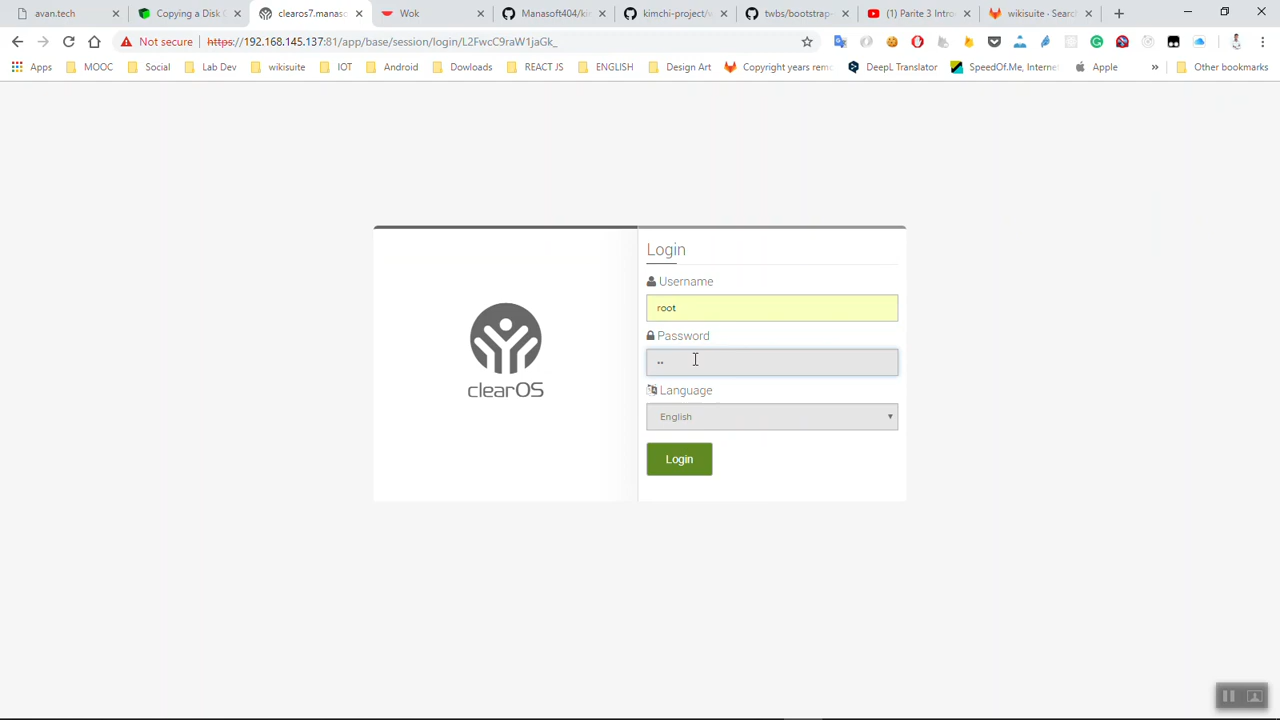 avan.tech
Copying a Disk C
clearos7.manaso
Wok
Manasoft404/ki
kimchi-project/v
twbs/bootstrap-
(1) Parite 3 Intro
wikisuite · Searc
Not secure
https://192.168.145.137:81/app/base/session/login/L2FwcC9raW1jaGk_
Apps
MOOC
Social
Lab Dev
wikisuite
IOT
Android
Dowloads
REACT JS
ENGLISH
Design Art
Copyright years rem
DeepL Translator
SpeedOf.Me, Interne
Apple
»
Other bookmarks
Login
Username
root
Password
••
Language
English
Login
clearOS